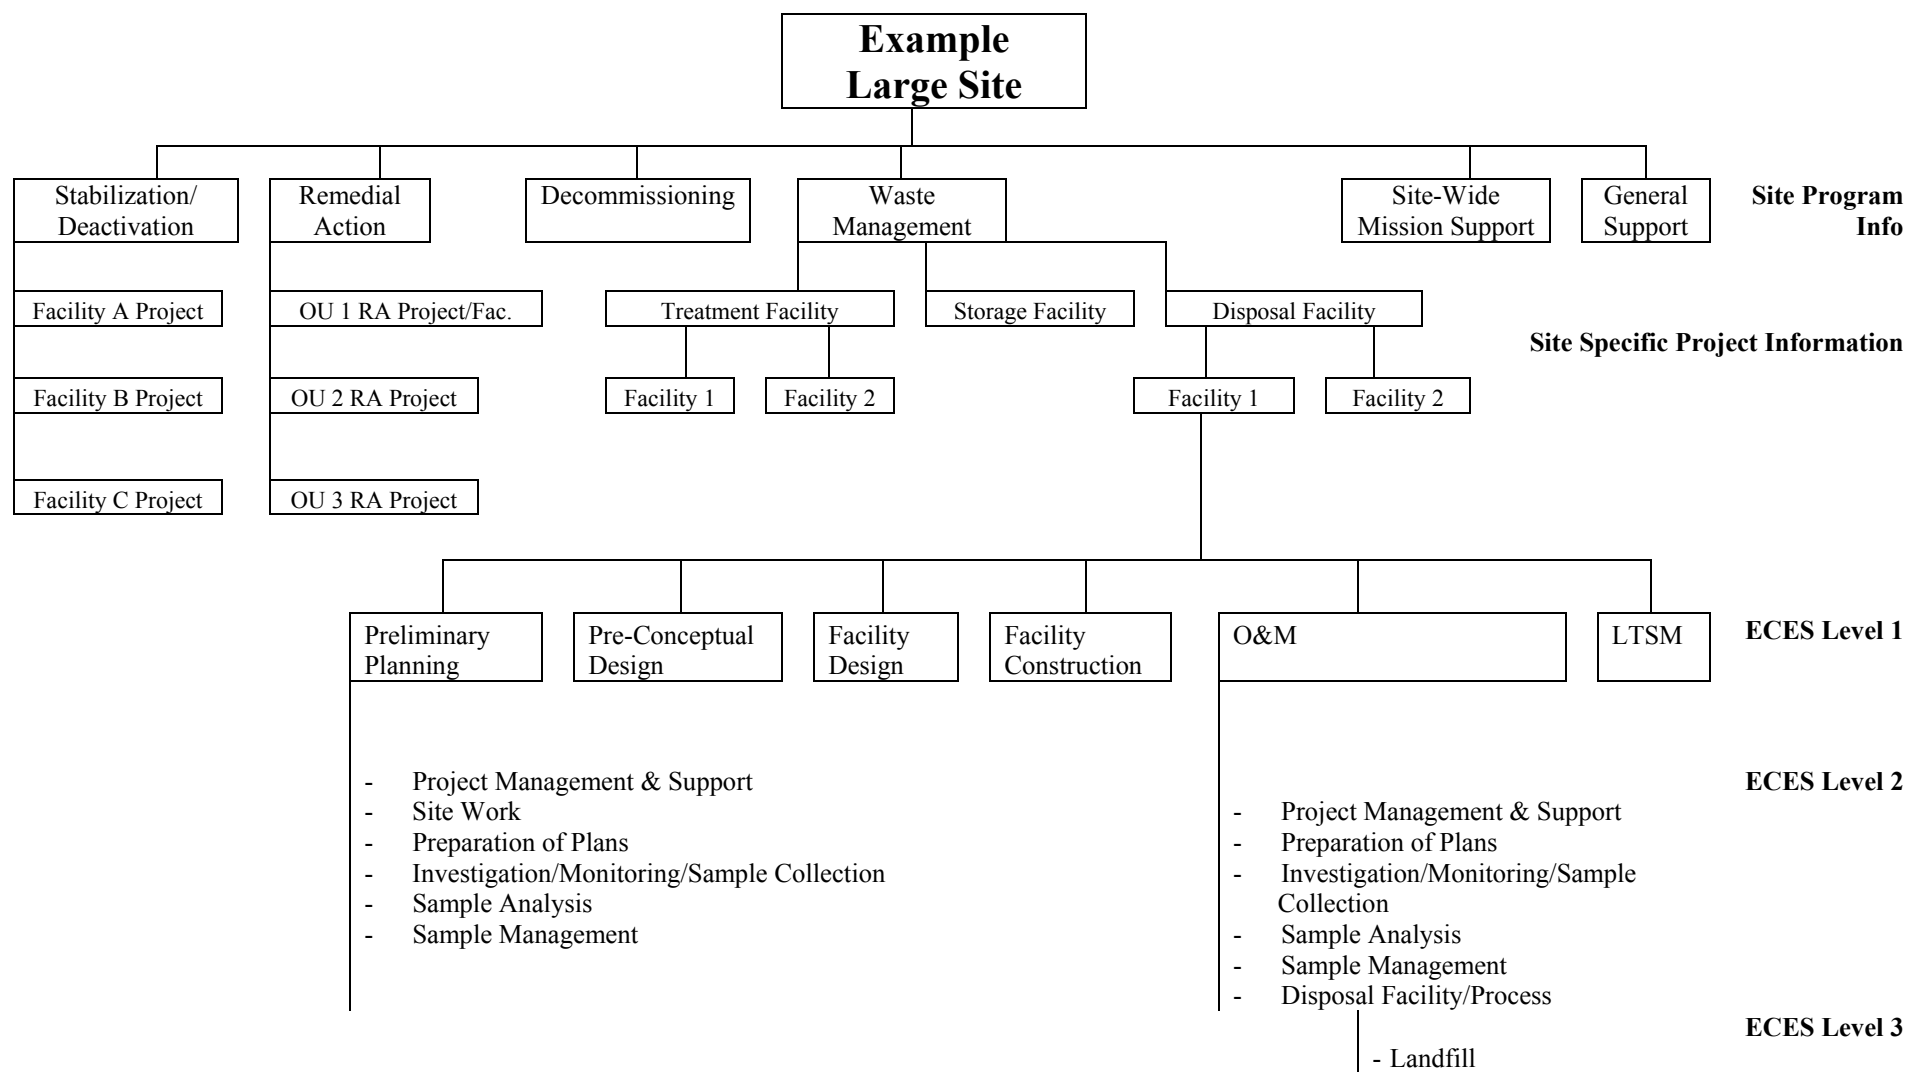 Example
Large Site
Stabilization/
Deactivation
Remedial
Action
Decommissioning
Waste
Management
Site-Wide
Mission Support
General
Support
Site Program
Info
Facility A Project
OU 1 RA Project/Fac.
Treatment Facility
Storage Facility
Disposal Facility
Site Specific Project Information
Facility B Project
OU 2 RA Project
Facility 1
Facility 2
Facility 1
Facility 2
Facility C Project
OU 3 RA Project
Preliminary
Planning
Pre-Conceptual
Design
Facility
Design
Facility
Construction
O&M
LTSM
ECES Level 1
- Project Management & Support
- Site Work
- Preparation of Plans
- Investigation/Monitoring/Sample Collection
- Sample Analysis
- Sample Management
ECES Level 2
- Project Management & Support
- Preparation of Plans
- Investigation/Monitoring/Sample
Collection
- Sample Analysis
- Sample Management
- Disposal Facility/Process
ECES Level 3
- Landfill